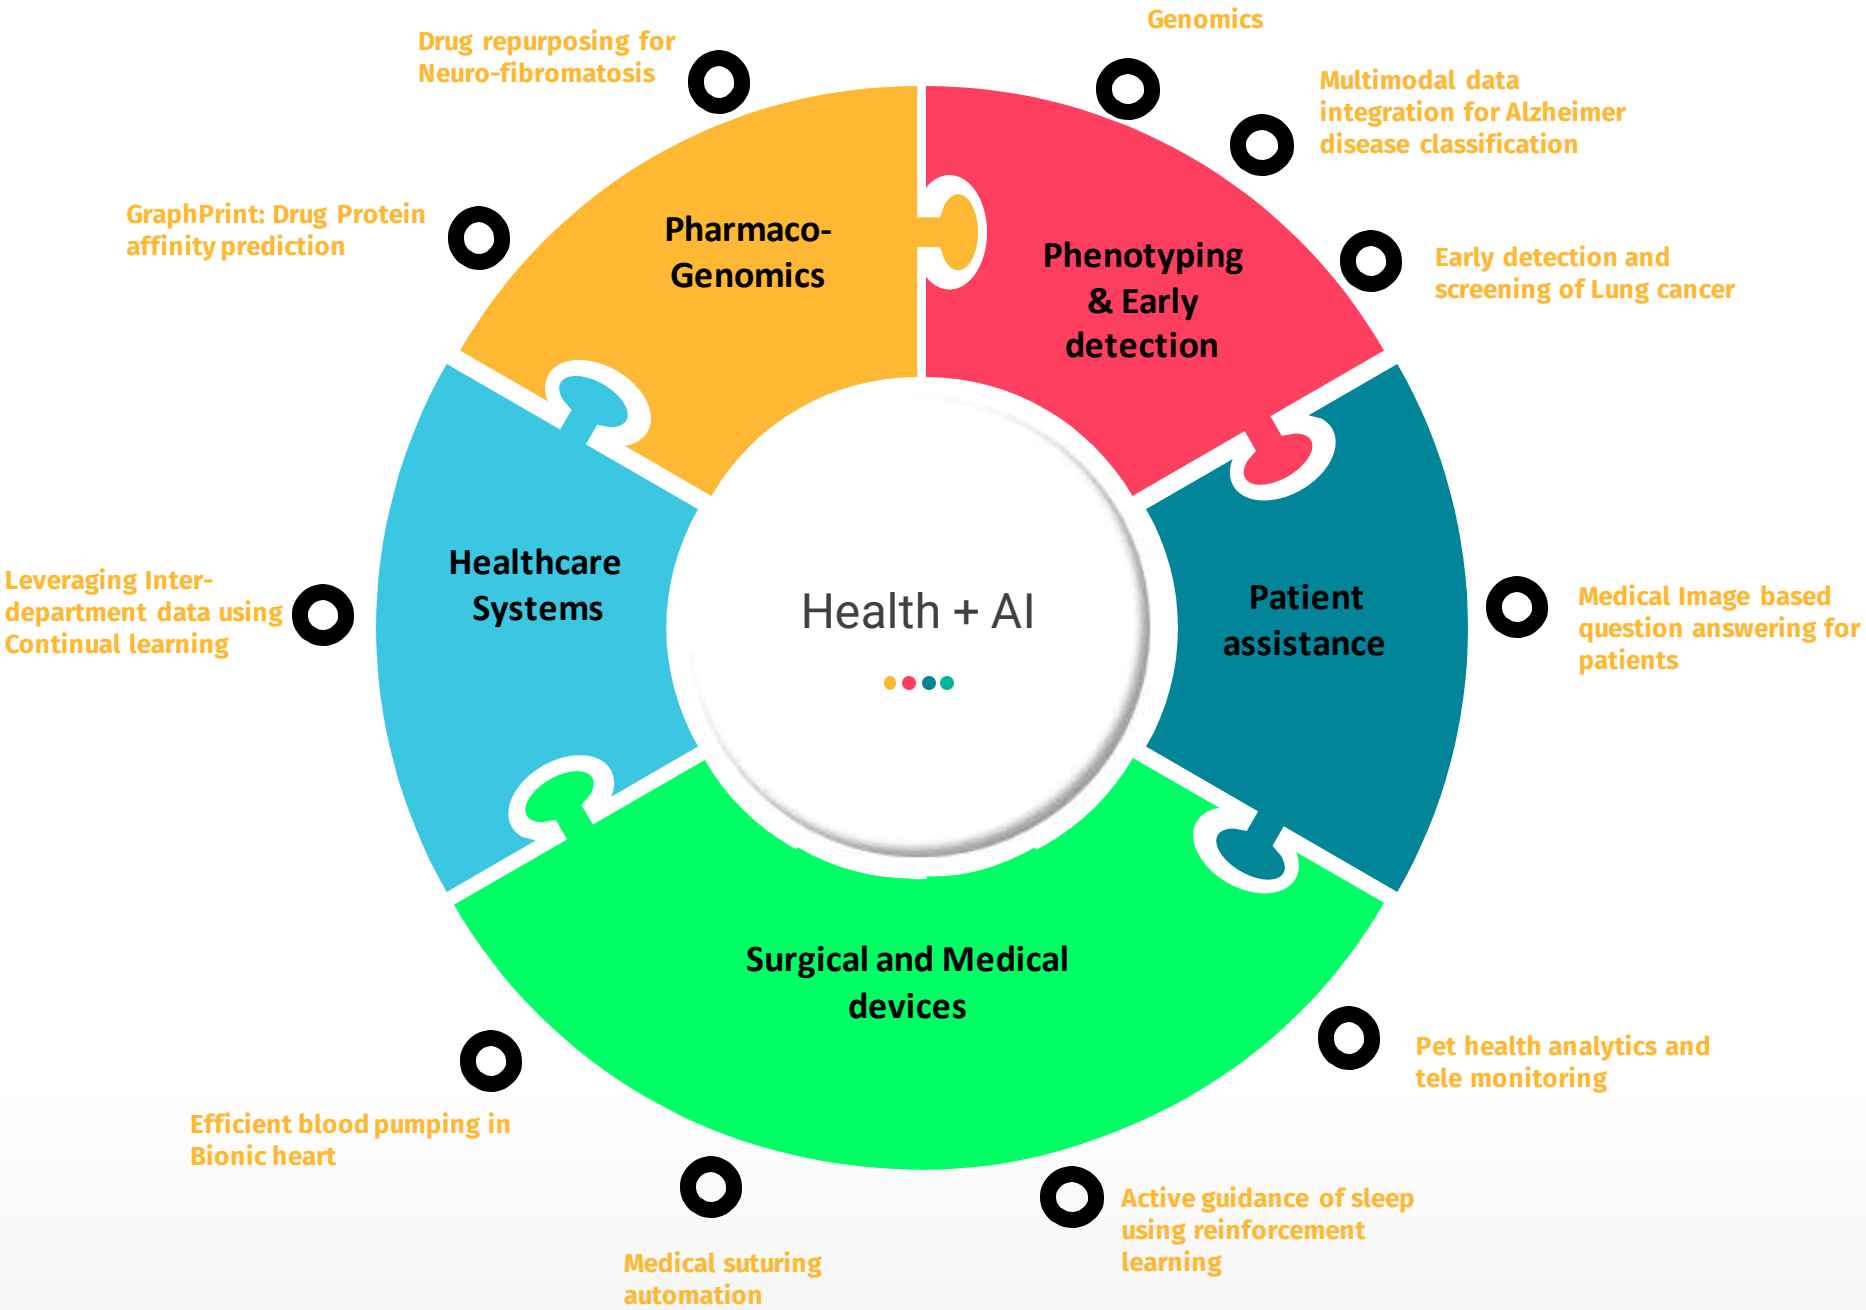 Genomics
Drug repurposing for
Neuro-fibromatosis
Multimodal data
integration for Alzheimer
disease classification
GraphPrint: Drug Protein
affinity prediction
Pharmaco-
Genomics
Phenotyping
& Early
detection
Early detection and
screening of Lung cancer
Leveraging Inter-
department data using
Continual learning
Healthcare
Systems
Health + AI
Patient
assistance
Medical Image based
question answering for
patients
Surgical and Medical
devices
Pet health analytics and
tele monitoring
Efficient blood pumping in
Bionic heart
Medical suturing
automation
Active guidance of sleep
using reinforcement
learning